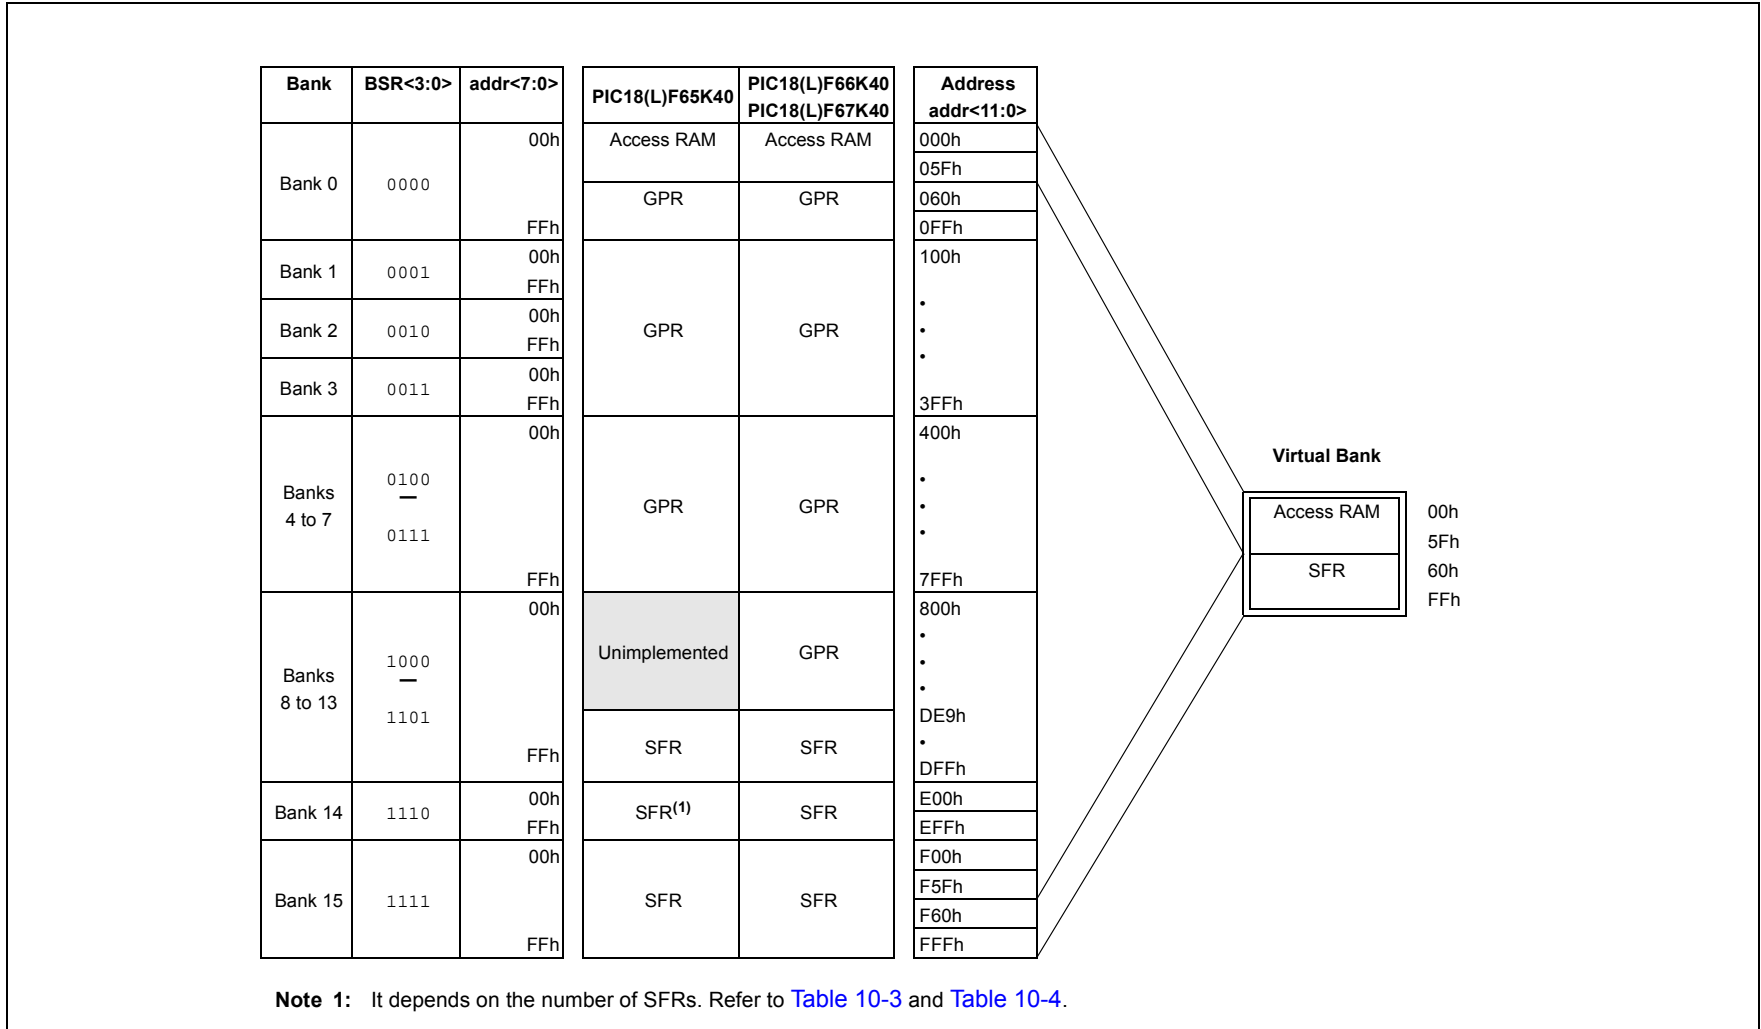 Bank BSR<3:0> addr<7:0> PIC18(L)F65K40 PIC18(L)F66K40 Address
PIC18(L)F67K40 addr<11:0>
00h Access RAM Access RAM 000h
05Fh
Bank 0 0000 GPR GPR 060h
FFh 0FFh
00h 100h
Bank 1 0001
FFh
•
00h
Bank 2 0010 GPR GPR •
FFh
•
00h
Bank 3 0011
FFh 3FFh
00h 400h
Virtual Bank
0100 •
Banks — GPR GPR • Access RAM 00h
4 to 7
0111 • 5Fh
FFh 7FFh SFR 60h
00h 800h FFh
•
Unimplemented GPR
1000 •
Banks —
•
8 to 13
1101 DE9h
SFR SFR •
FFh
DFFh
00h E00h
Bank 14 1110 SFR(1) SFR
FFh EFFh
00h F00h
F5Fh
Bank 15 1111 SFR SFR
F60h
FFh FFFh
Note 1: It depends on the number of SFRs. Refer to Table 10-3 and Table 10-4.